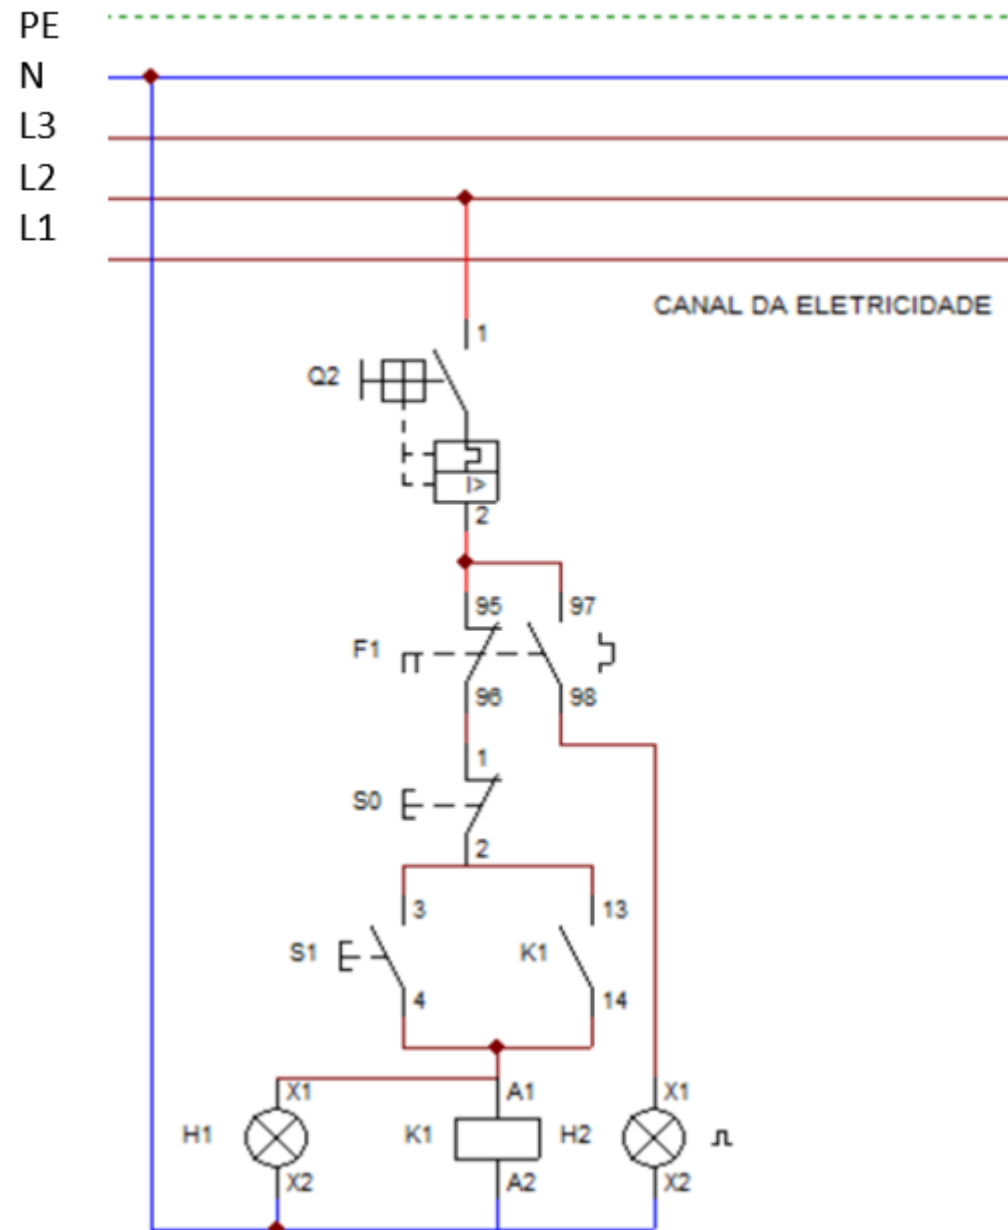 PE
N
L3
L2
L1
CANAL DA ELETRICIDADE
1
Q2
I>
2
95 97
F1
96 98
1
S0
2
3 13
S1 K1
4 14
X1 A1 X1
H1 K1 H2
X2 A2 X2